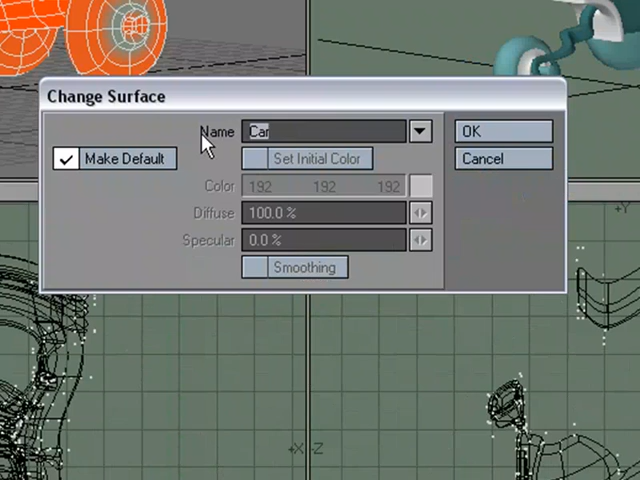 Change Surface
Name Car OK
Make Default Set Initial Color Cancel
Color 192 192 192
Diffuse 100.0 %
Specular 0.0 %
Smoothing
+Y
+X -Z